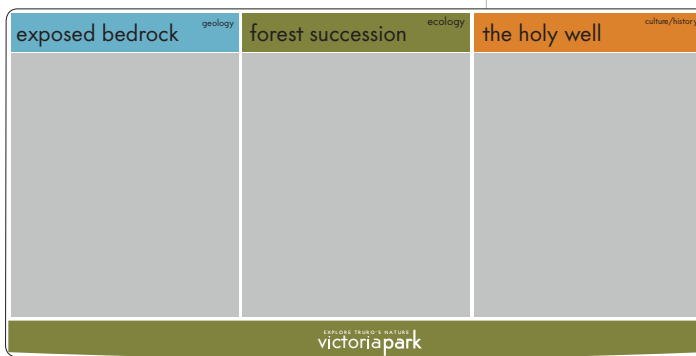 exposed bedrock
geology
forest succession
ecology
the holy well
culture/history
EXPLORE TRURO'S NATURE
victoriapark